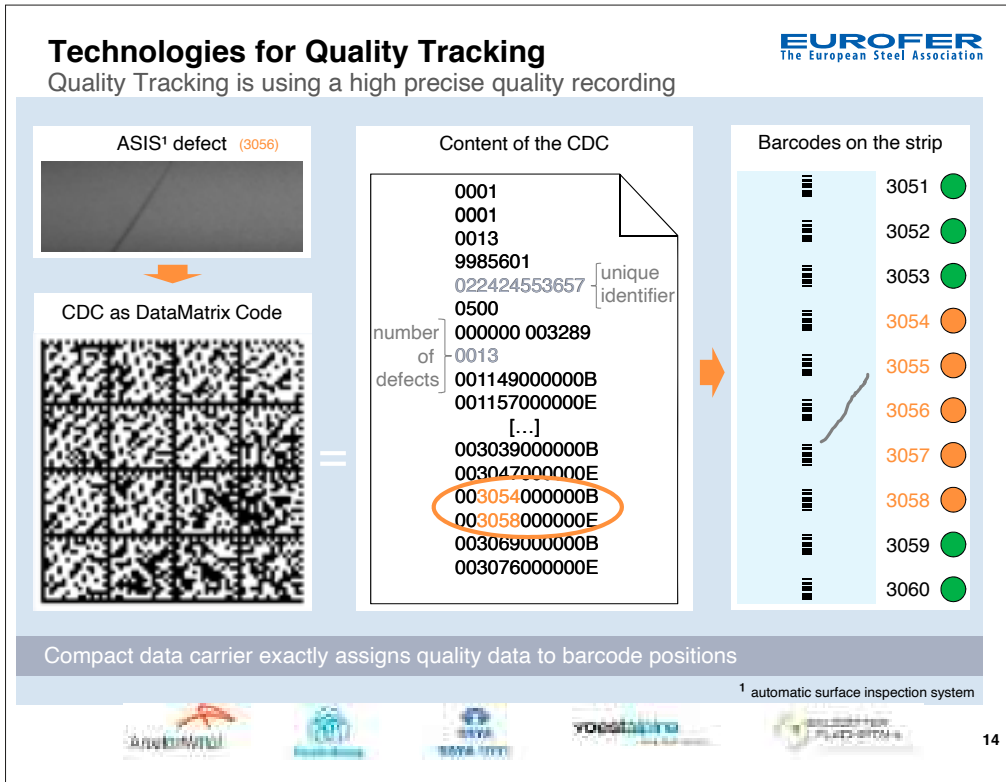 Technologies for Quality Tracking
Quality Tracking is using a high precise quality recording
EUROFER
The European Steel Association
ASIS¹ defect (3056)
CDC as DataMatrix Code
=
Content of the CDC
0001
0001
0013
9985601
022424553657
unique
identifier
0500
000000 003289
0013
number
of
defects
001149000000B
001157000000E
[...]
003039000000B
003047000000E
003054000000B
003058000000E
003069000000B
003076000000E
Barcodes on the strip
3051
3052
3053
3054
3055
3056
3057
3058
3059
3060
Compact data carrier exactly assigns quality data to barcode positions
¹ automatic surface inspection system
ArcelorMittal
TATA
TATA STEEL
voestalpine
14